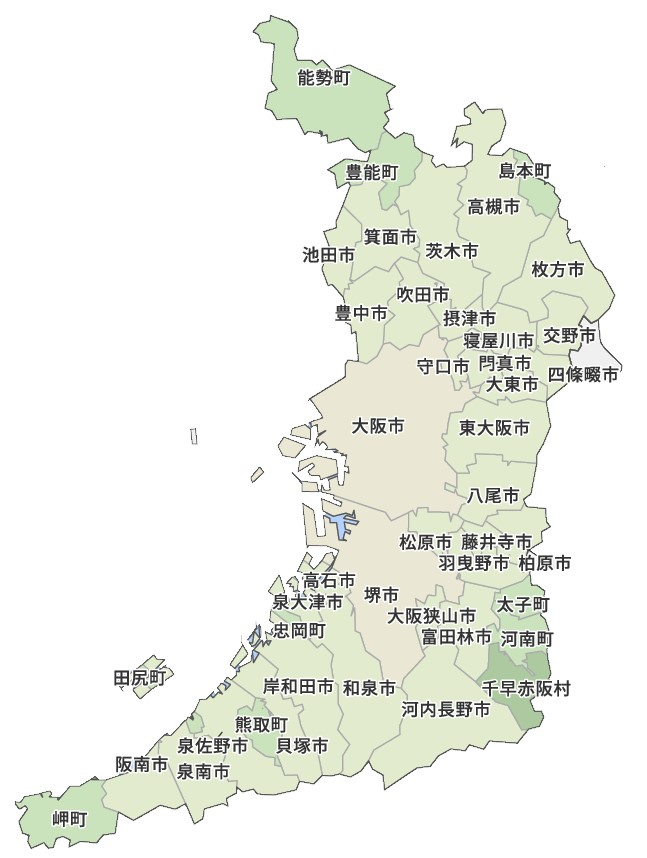 能勢町
豊能町
島本町
高槻市
箕面市
茨木市
池田市
枚方市
吹田市
豊中市
摂津市
寝屋川市
交野市
守口市
門真市
四條畷市
大東市
大阪市
東大阪市
八尾市
松原市
藤井寺市
羽曳野市
柏原市
高石市
堺市
泉大津市
太子町
大阪狭山市
忠岡町
富田林市
河南町
田尻町
岸和田市
和泉市
千早赤阪村
河内長野市
熊取町
泉佐野市
貝塚市
阪南市
泉南市
岬町